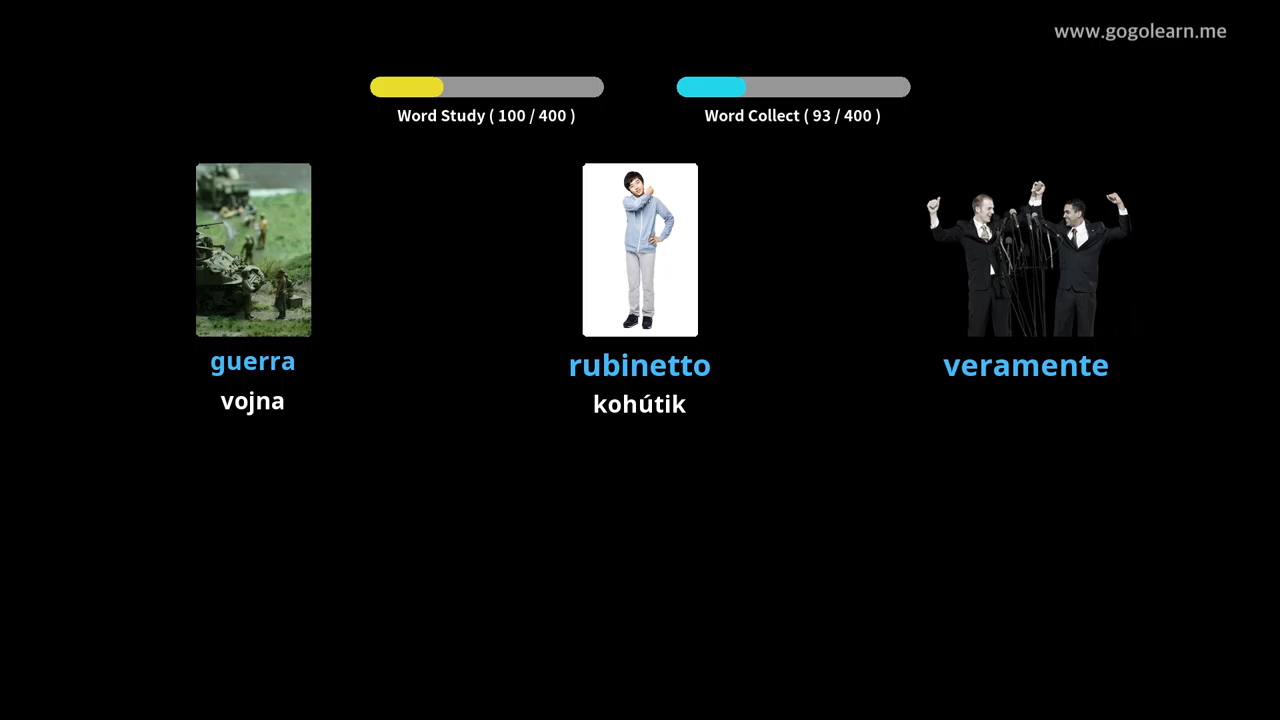 www.gogolearn.me
Word Study ( 100 / 400 )
Word Collect ( 93 / 400 )
guerra
vojna
rubinetto
kohútik
veramente